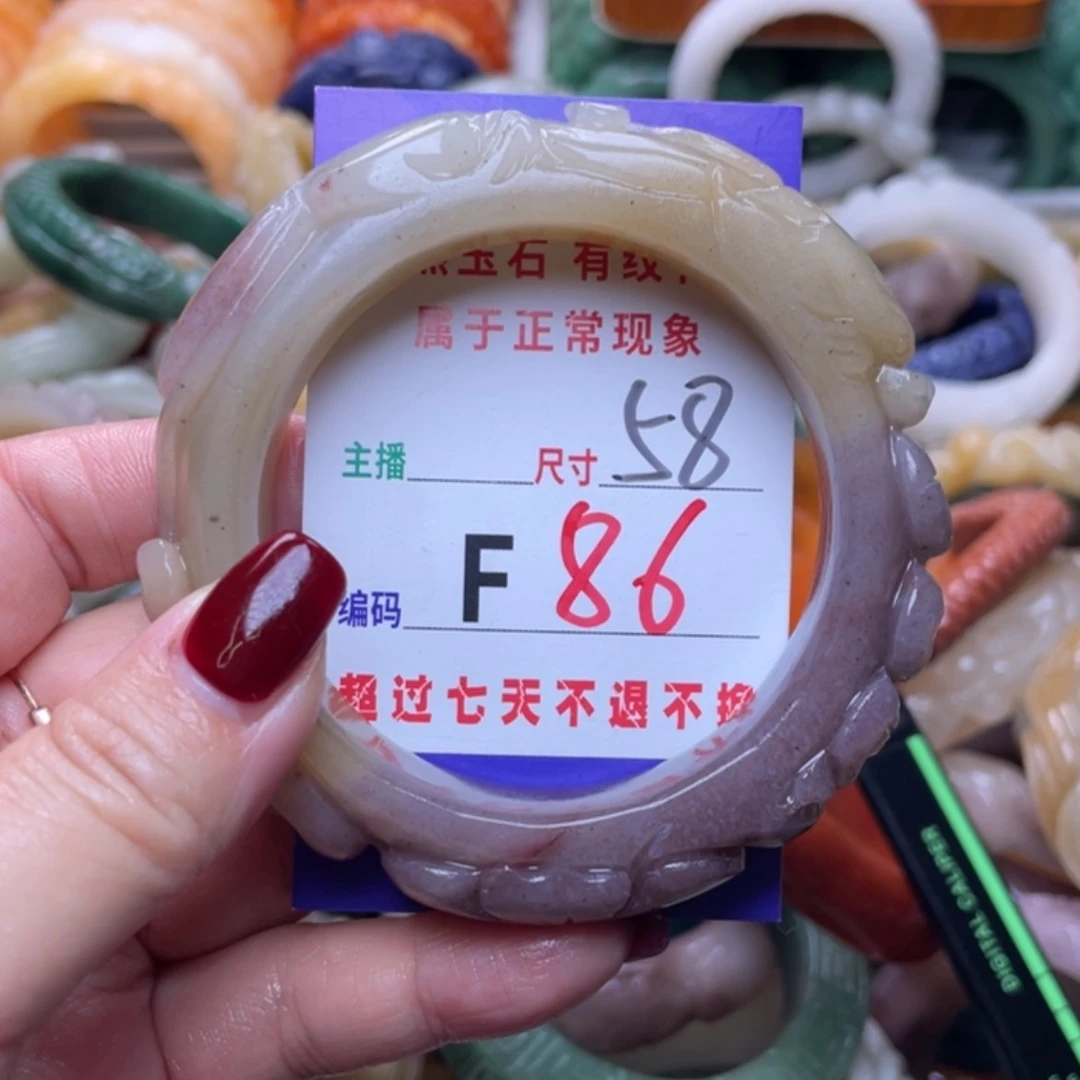 玉石 有纹
属于正常现象
主播 尺寸 58
编码 F 86
超过七天不退不换
DIGITAL CALIPER